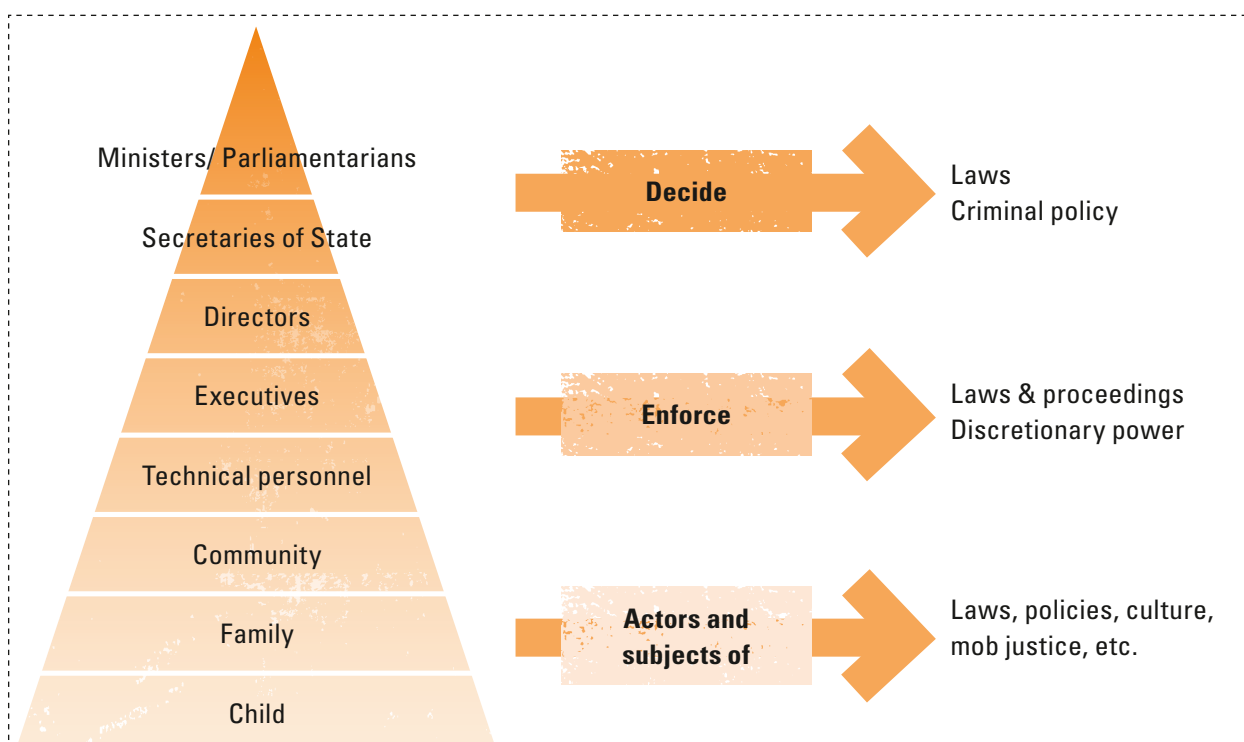 Ministers/ Parliamentarians
Secretaries of State
Directors
Executives
Technical personnel
Community
Family
Child
Decide
Laws
Criminal policy
Enforce
Laws & proceedings
Discretionary power
Actors and
subjects of
Laws, policies, culture,
mob justice, etc.